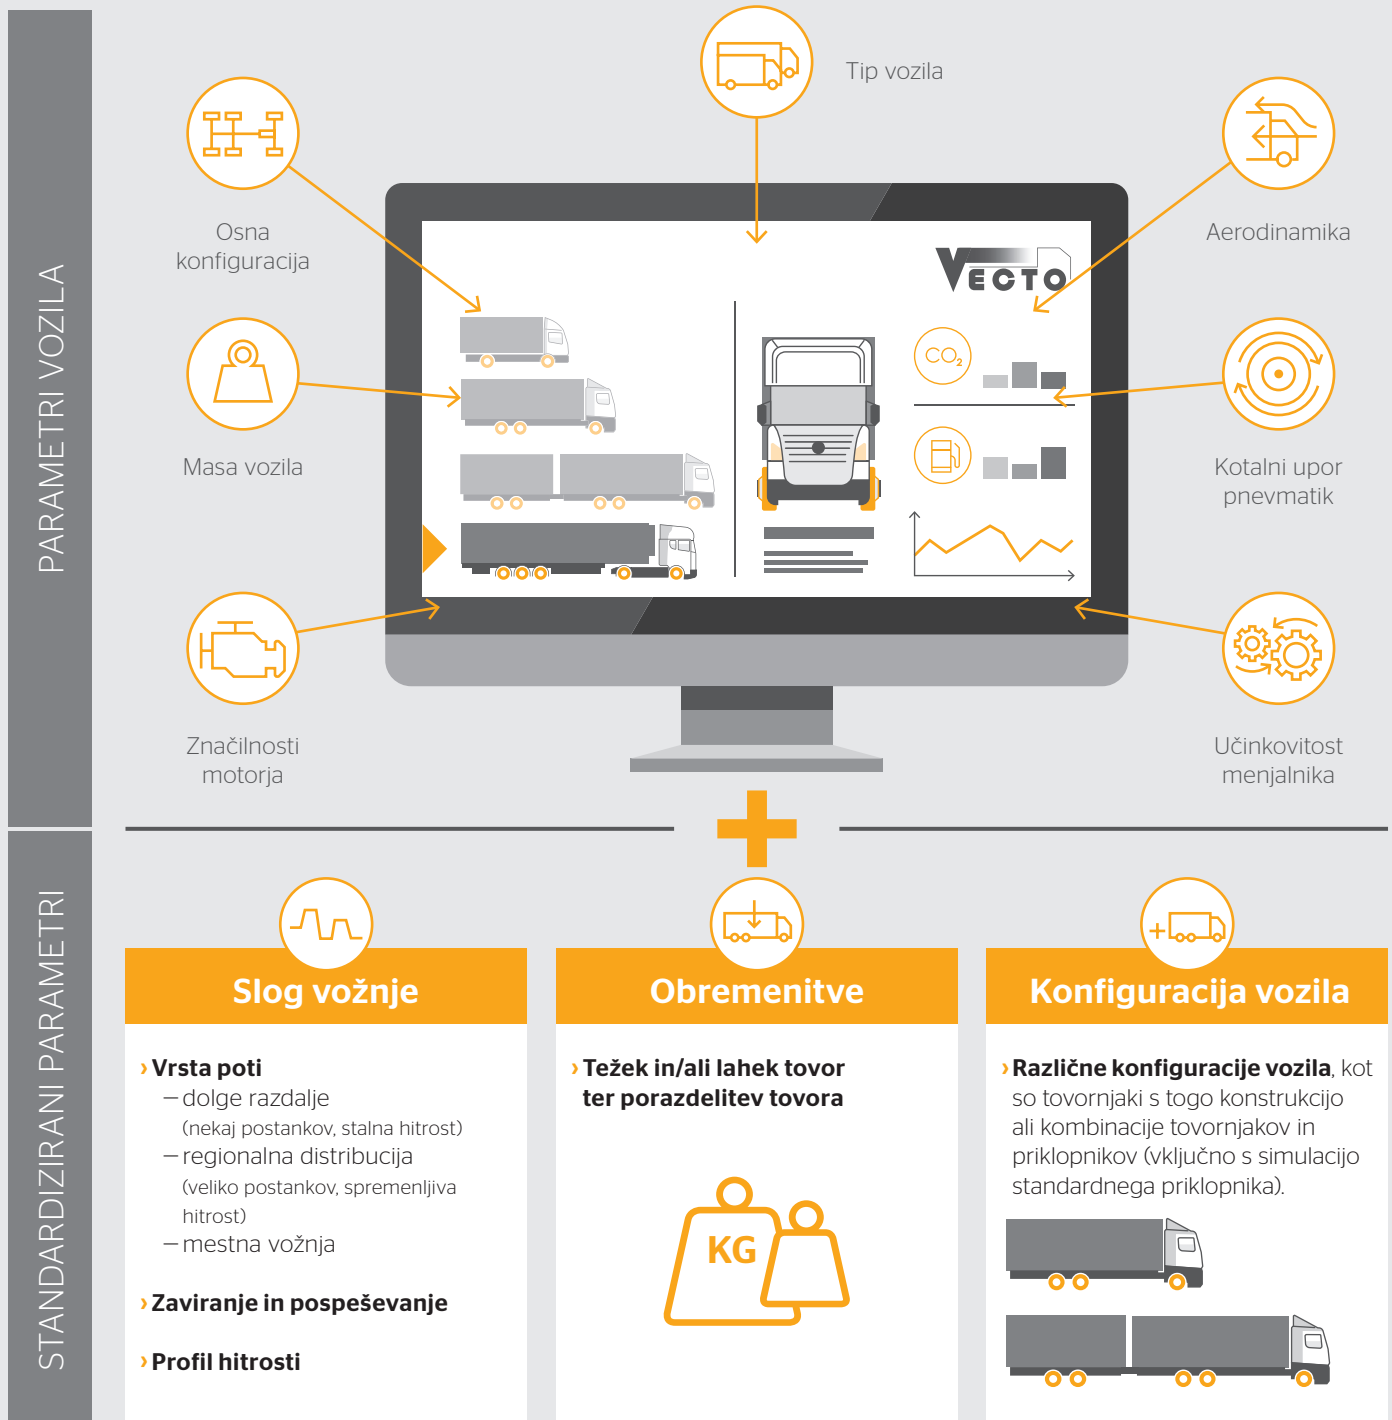 PARAMETRI VOZILA
Tip vozila
Osna
konfiguracija
Aerodinamika
VECTO
CO₂
Masa vozila
Kotalni upor
pnevmatik
Značilnosti
motorja
Učinkovitost
menjalnika
+
STANDARDIZIRANI PARAMETRI
Slog vožnje
› Vrsta poti
– dolge razdalje
(nekaj postankov, stalna hitrost)
– regionalna distribucija
(veliko postankov, spremenljiva
hitrost)
– mestna vožnja
› Zaviranje in pospeševanje
› Profil hitrosti
Obremenitve
› Težek in/ali lahek tovor
ter porazdelitev tovora
KG
+
Konfiguracija vozila
› Različne konfiguracije vozila, kot
so tovornjaki s togo konstrukcijo
ali kombinacije tovornjakov in
priklopnikov (vključno s simulacijo
standardnega priklopnika).